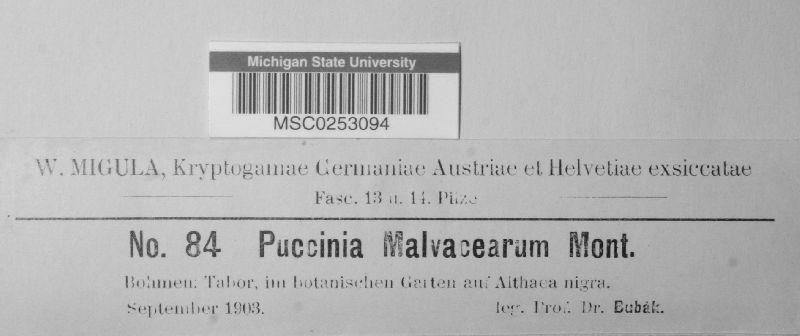 Michigan State University
MSC0253094
W. MIGULA, Kryptogamae Germaniae Austriae et Helvetiae exsiccatae
Fasc. 13 u. 14. Pilze
No. 84 Puccinia Malvacearum Mont.
Böhmen: Tabor, im botanischen Garten auf Althaea nigra.
September 1903. leg. Prof. Dr. Bubák.